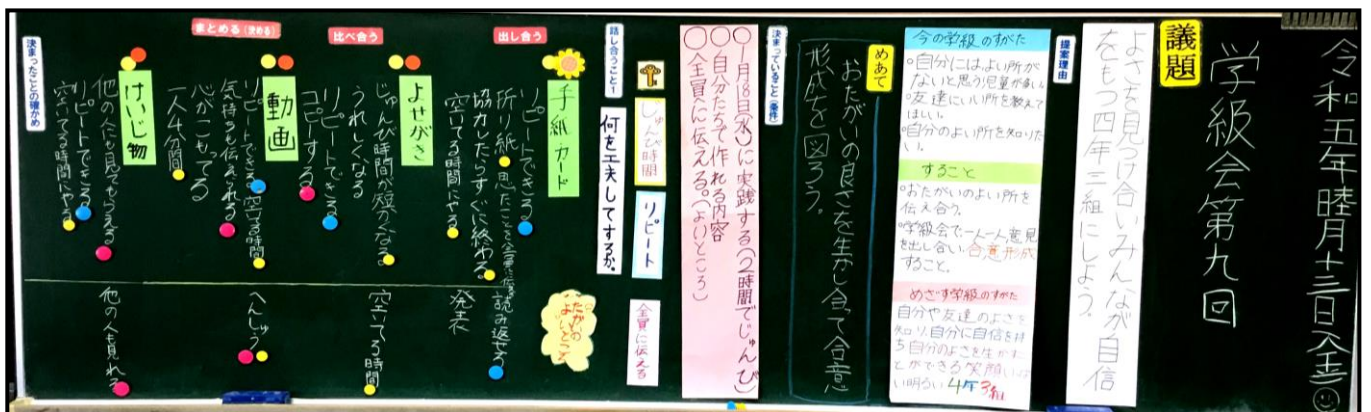 令和五年睦月十三日(金)
学級会第九回
議題
よさを見つけ合いみんなが自信
をもつ四年三組にしよう。
提案理由
今の学級のすがた
・自分にはよい所が
ないと思う児童が多い。
・友達にいい所を教えて
ほしい。
・自分のよい所を知りた
い。
すること
・おたがいのよい所を
伝え合う。
・学級会で一人一人意見
を出し合い、合意形成
すること。
めざす学級のすがた
自分や友達のよさを
知り、自分に自信を持
ち自分のよさを生かすこ
とができる笑顔いっぱ
い明るい4年3組
めあて
おたがいの良さを生かし合って合意
形成を図ろう。
決まっていること(条件)
○1月18日(水)に実践する(2時間でじゅんび)
○自分たちで作れる内容
○全員に伝える。(よいところ)
話し合うこと1
何を工夫してするか。
じゅんび時間
リピート
全員に伝える
出し合う
比べ合う
まとめる(決める)
決まったことの確かめ
手紙カード
リピートできる
折り紙
協力したらすぐに終わる
空いてる時間にやる
読み返せる
発表
よせがき
じゅんび時間が短かくなる。
うれしくなる
リピートできる
コピーする
空いてる時間
動画
リピートできる。空いてる時間
気持ちも伝えられる
心がこもってる
一人4分間
へんしゅう
けいじ物
他の人にも見てもらえる
リピートできる
空いてる時間にやる
他の人も見れる